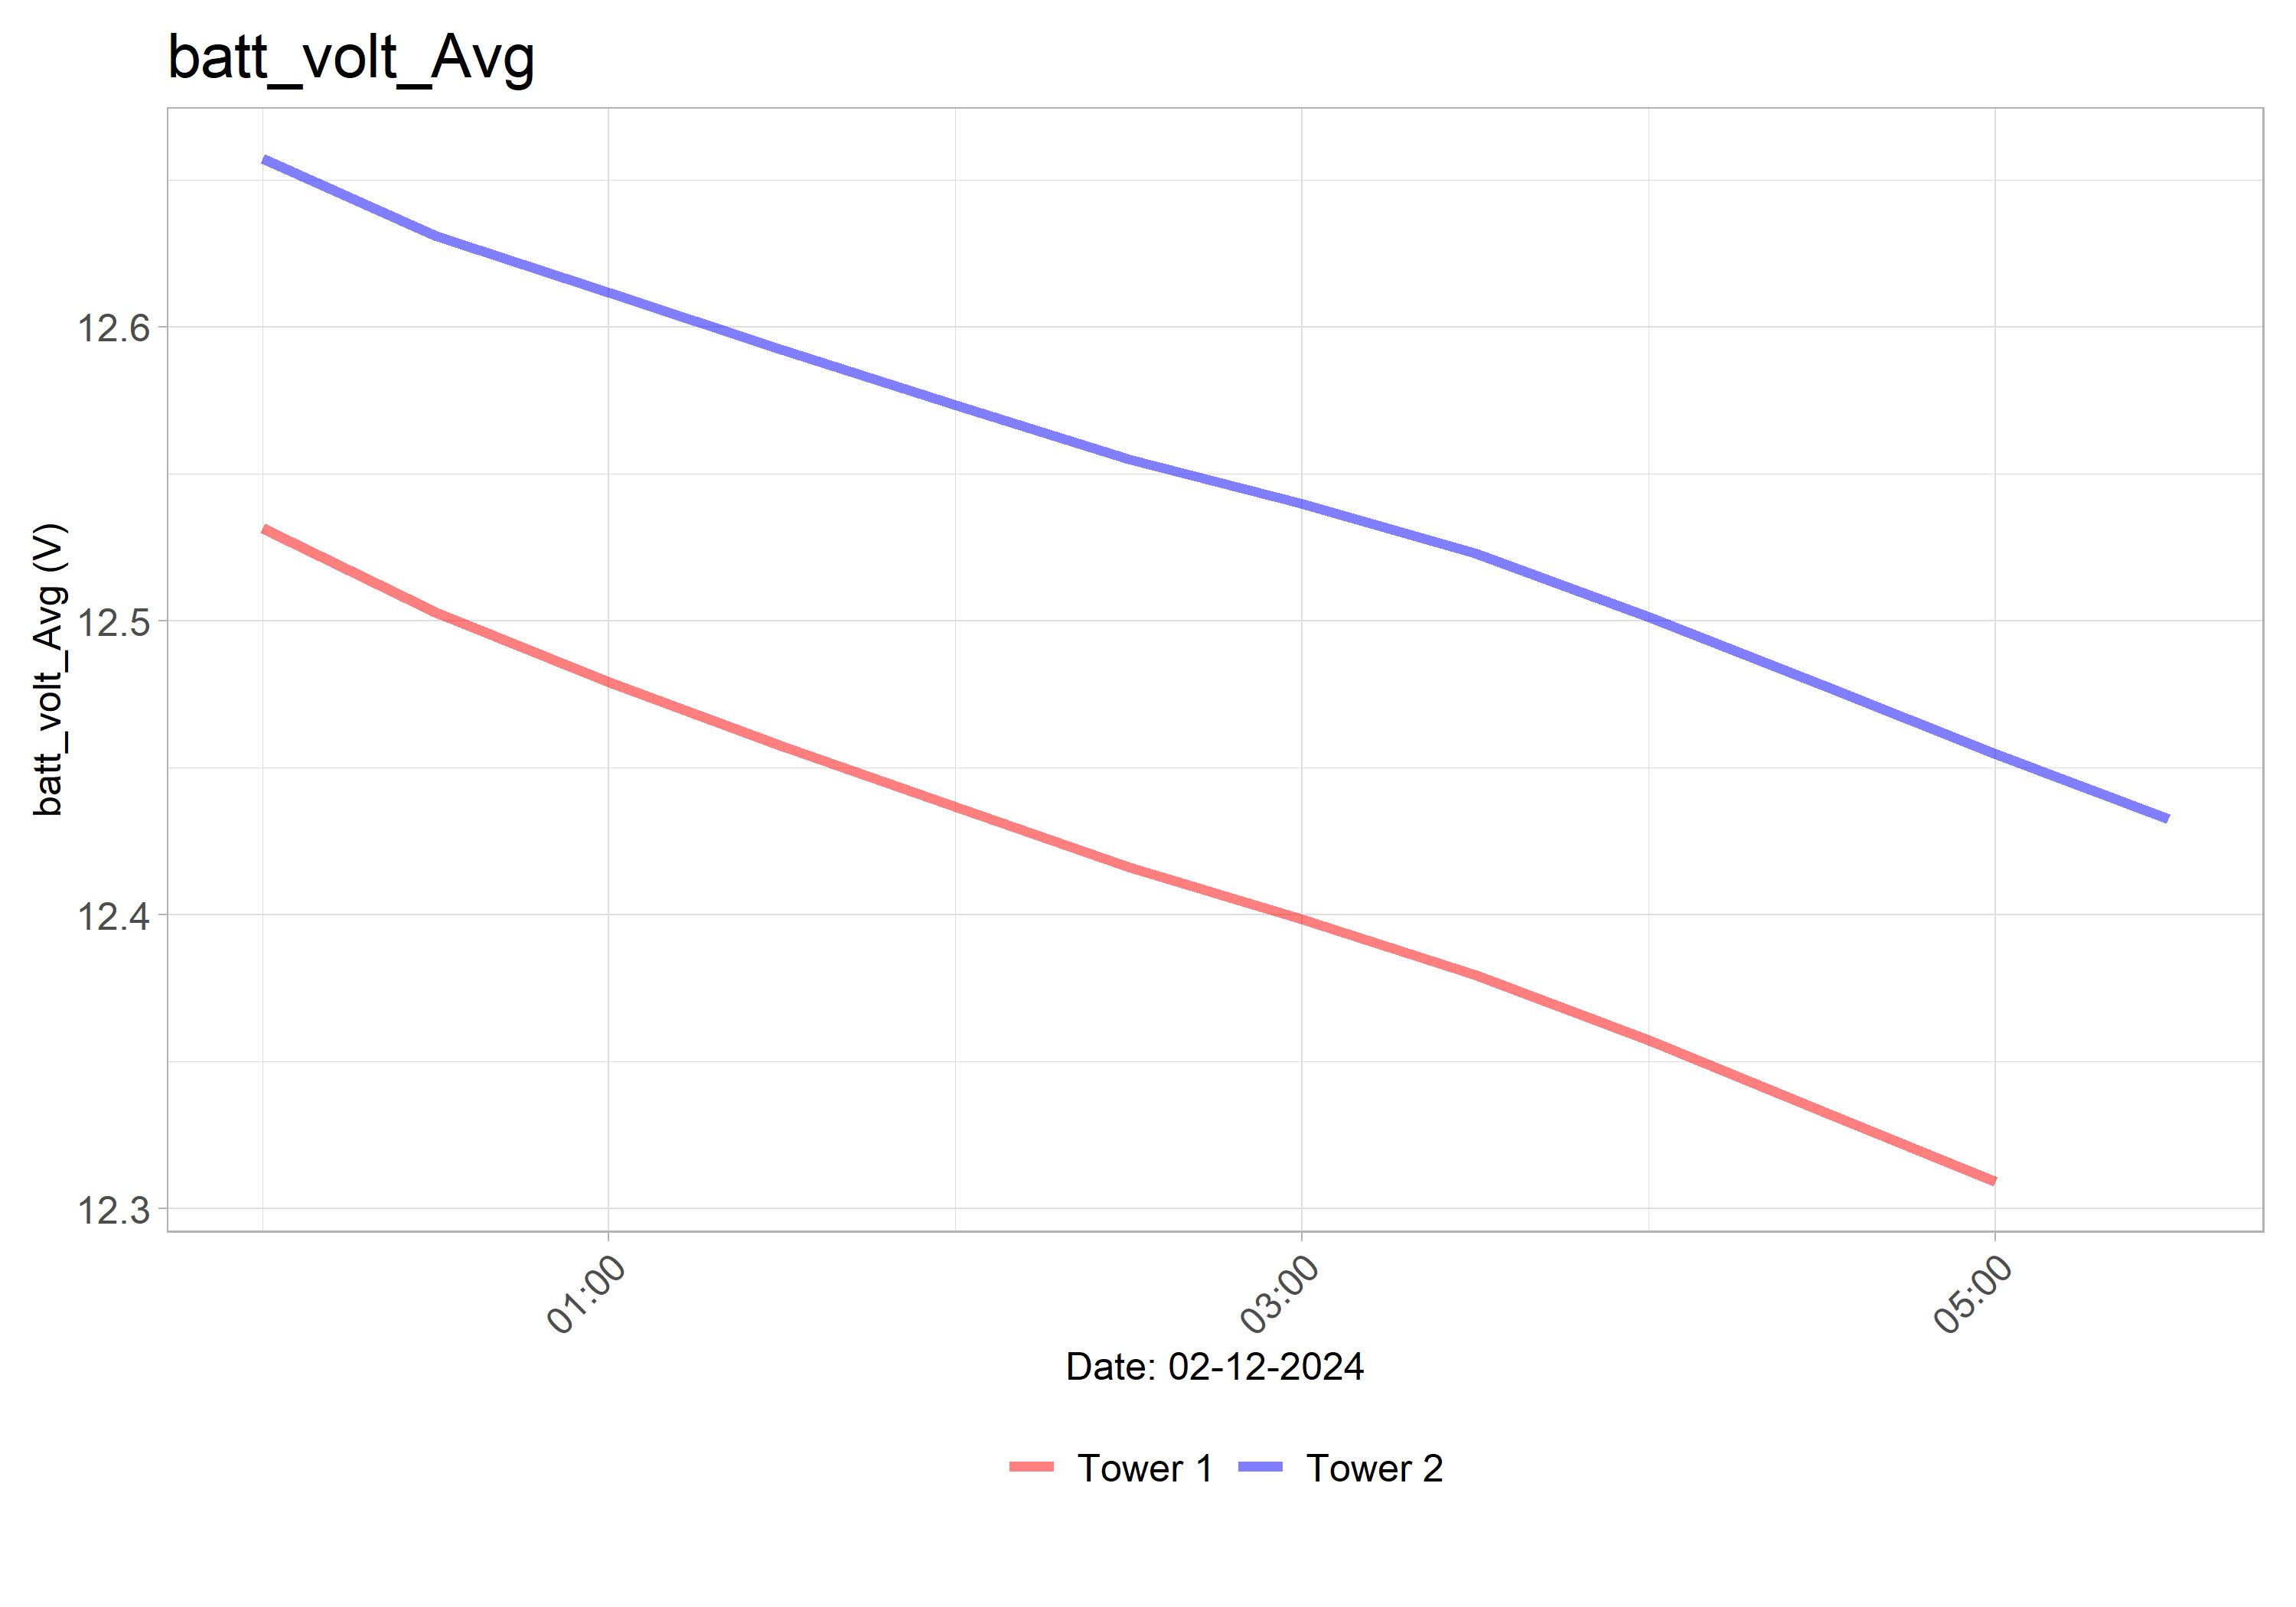 batt_volt_Avg
batt_volt_Avg (V)
12.6
12.5
12.4
12.3
01:00
03:00
05:00
Date: 02-12-2024
Tower 1
Tower 2